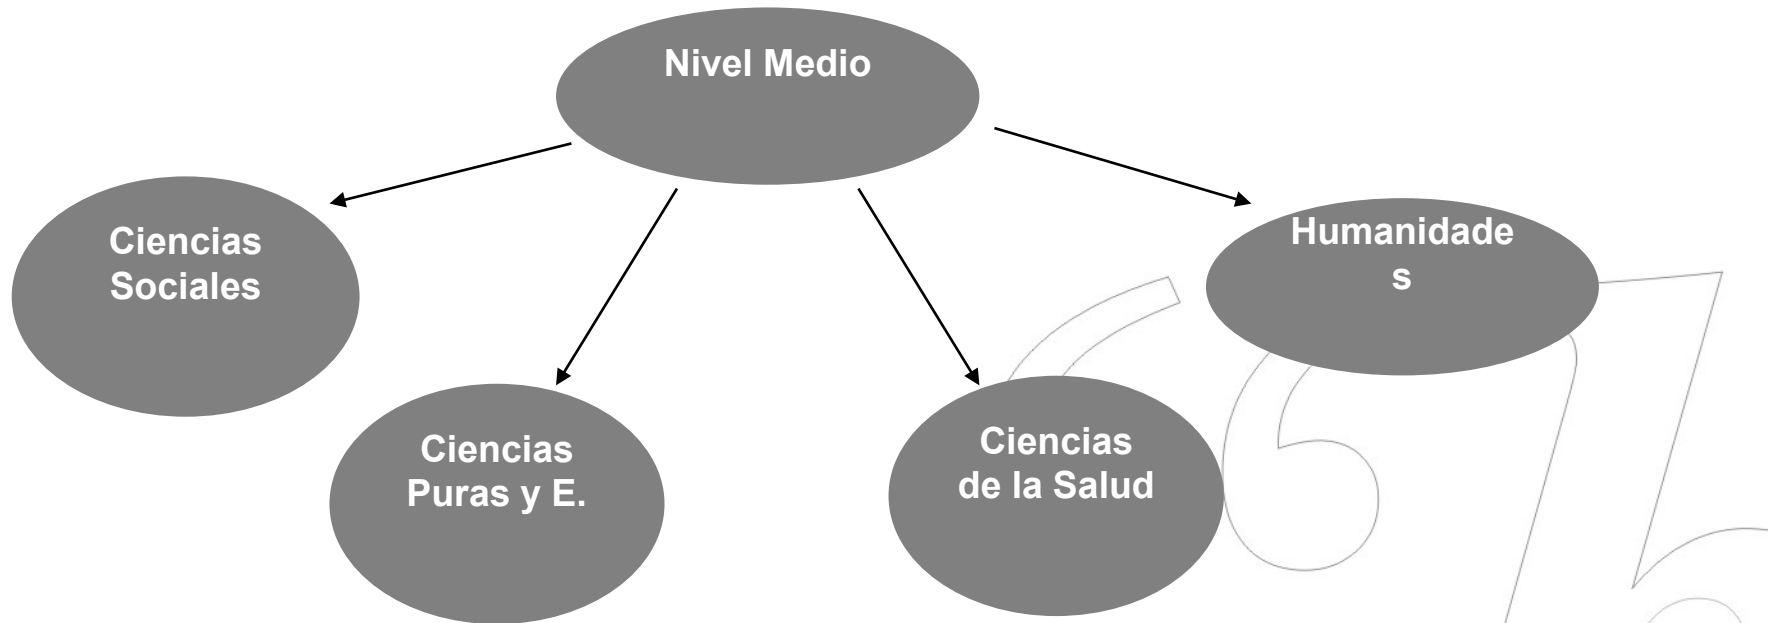 Nivel Medio
Ciencias
Sociales
Humanidade
s
Ciencias
Puras y E.
Ciencias
de la Salud